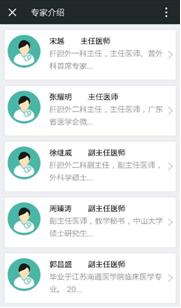 专家介绍
宋越 主任医师
肝胆外一科主任，主任医师、普外
科首席专家...
张耀明 主任医师
肝胆外二科主任，主任医师，广东
省医学会微...
徐继威 副主任医师
肝胆外二科副主任，副主任医师，
外科学硕士...
周臻涛 副主任医师
副主任医师，教学秘书，中山大学
硕士研究生...
郭昌盛 副主任医师
毕业于江苏南通医学院临床医学专
业。于20...